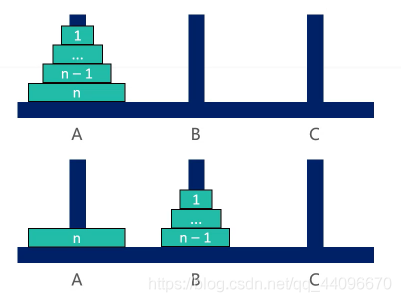 1
...
n – 1
n
A B C
1
...
n n – 1
A B C
https://blog.csdn.net/qq_44096670